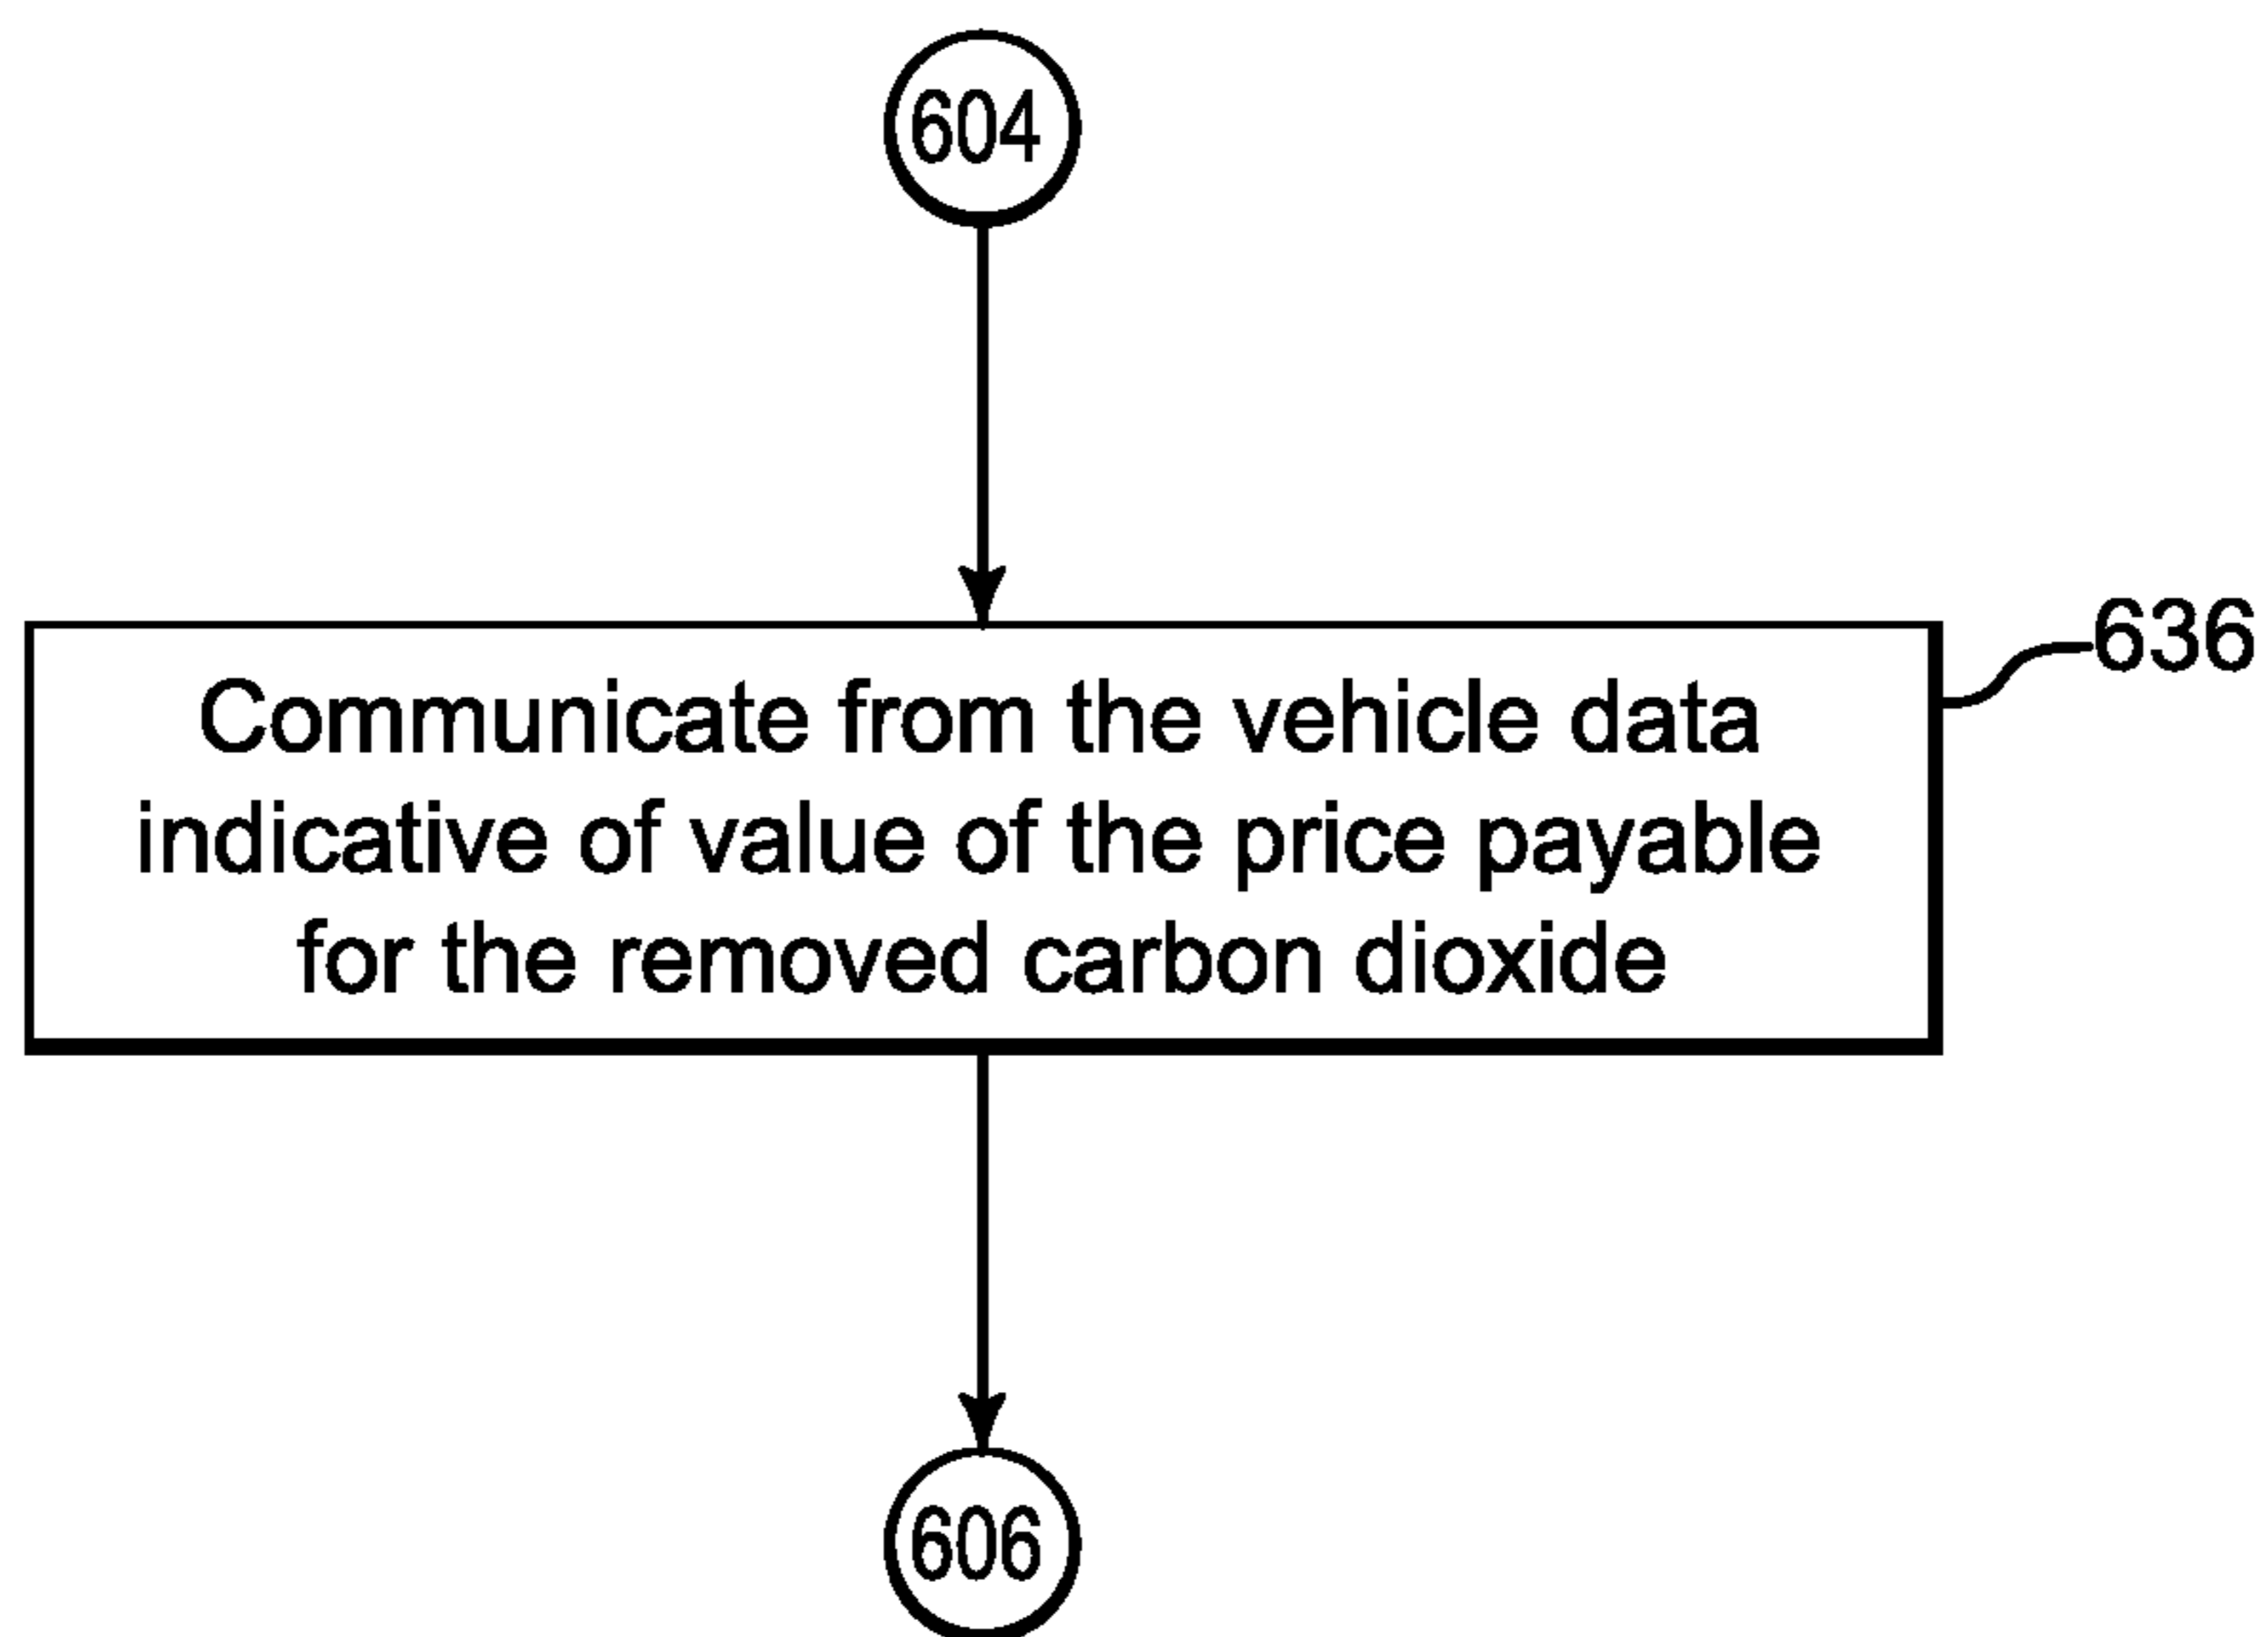 604
636
Communicate from the vehicle data
indicative of value of the price payable
for the removed carbon dioxide
606